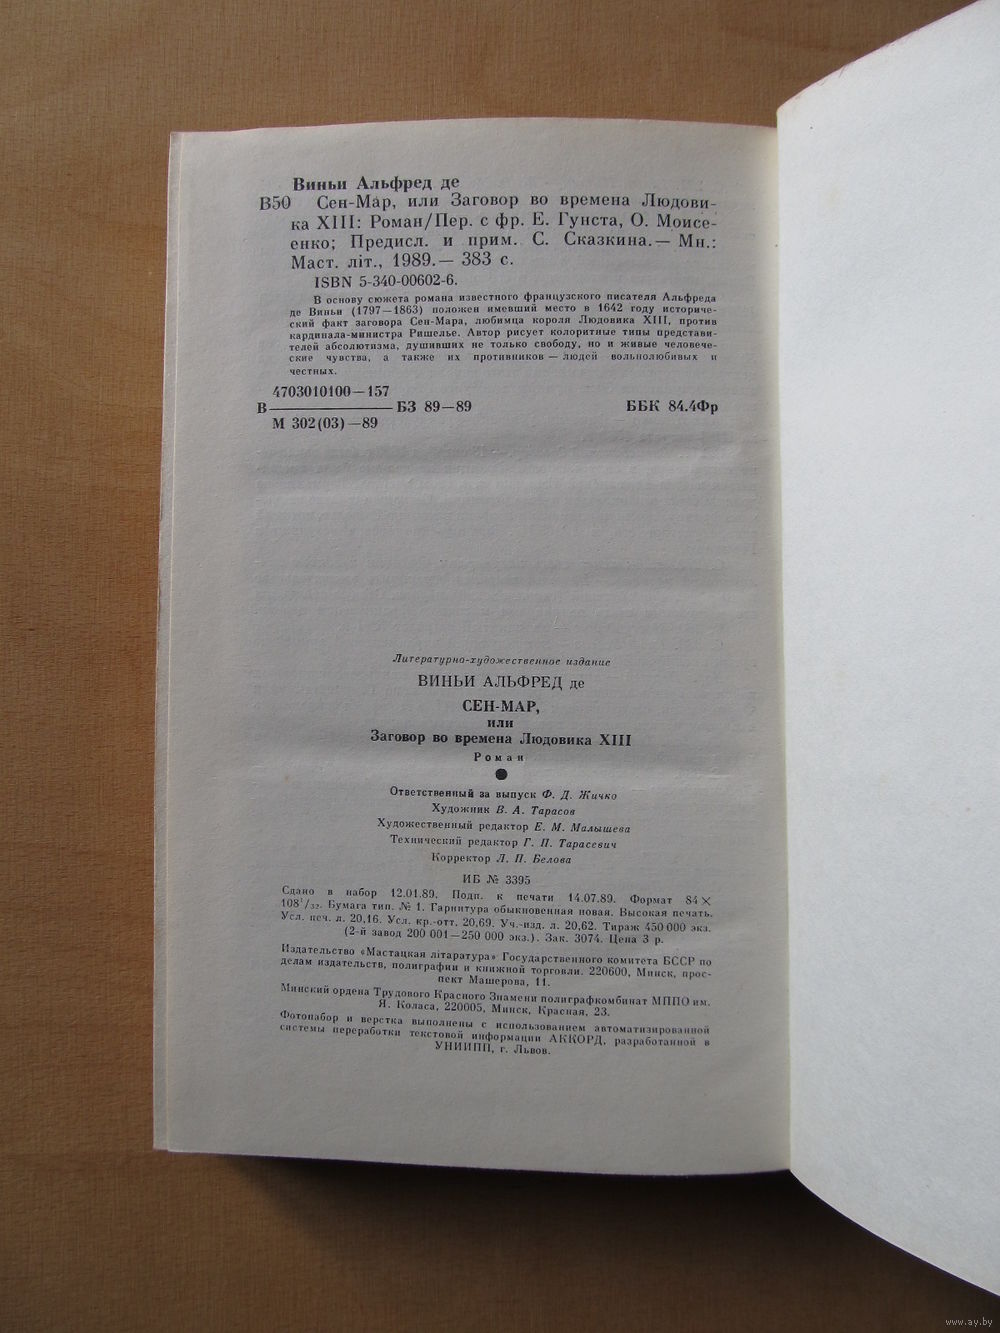 Виньи Альфред де
В50 Сен-Мар, или Заговор во времена Людови-
ка XIII: Роман/Пер. с фр. Е. Гунста, О. Моисе-
енко; Предисл. и прим. С. Сказкина.— Мн.:
Маст. літ., 1989.— 383 с.
ISBN 5-340-00602-6.
В основу сюжета романа известного французского писателя Альфреда
де Виньи (1797—1863) положен имевший место в 1642 году историче-
ский факт заговора Сен-Мара, любимца короля Людовика XIII, против
кардинала-министра Ришелье. Автор рисует колоритные типы представи-
телей абсолютизма, душивших не только свободу, но и живые человече-
ские чувства, а также их противников — людей вольнолюбивых и
честных.
4703010100—157
В БЗ 89—89 ББК 84.4Фр
М 302(03)—89
Литературно-художественное издание
ВИНЬИ АЛЬФРЕД де
СЕН-МАР,
или
Заговор во времена Людовика XIII
Роман
Ответственный за выпуск Ф. Д. Жичко
Художник В. А. Тарасов
Художественный редактор Е. М. Малышева
Технический редактор Г. П. Тарасевич
Корректор Л. П. Белова
ИБ № 3395
Сдано в набор 12.01.89. Подп. к печати 14.07.89. Формат 84×
108¹/₃₂. Бумага тип. № 1. Гарнитура обыкновенная новая. Высокая печать.
Усл. печ. л. 20,16. Усл. кр.-отт. 20,69. Уч.-изд. л. 20,62. Тираж 450 000 экз.
(2-й завод 200 001—250 000 экз.). Зак. 3074. Цена 3 р.
Издательство «Мастацкая літаратура» Государственного комитета БССР по
делам издательств, полиграфии и книжной торговли. 220600, Минск, прос-
пект Машерова, 11.
Минский ордена Трудового Красного Знамени полиграфкомбинат МППО им.
Я. Коласа, 220005, Минск, Красная, 23.
Фотонабор и верстка выполнены с использованием автоматизированной
системы переработки текстовой информации АККОРД, разработанной в
УНИИПП, г. Львов.
www.ay.by